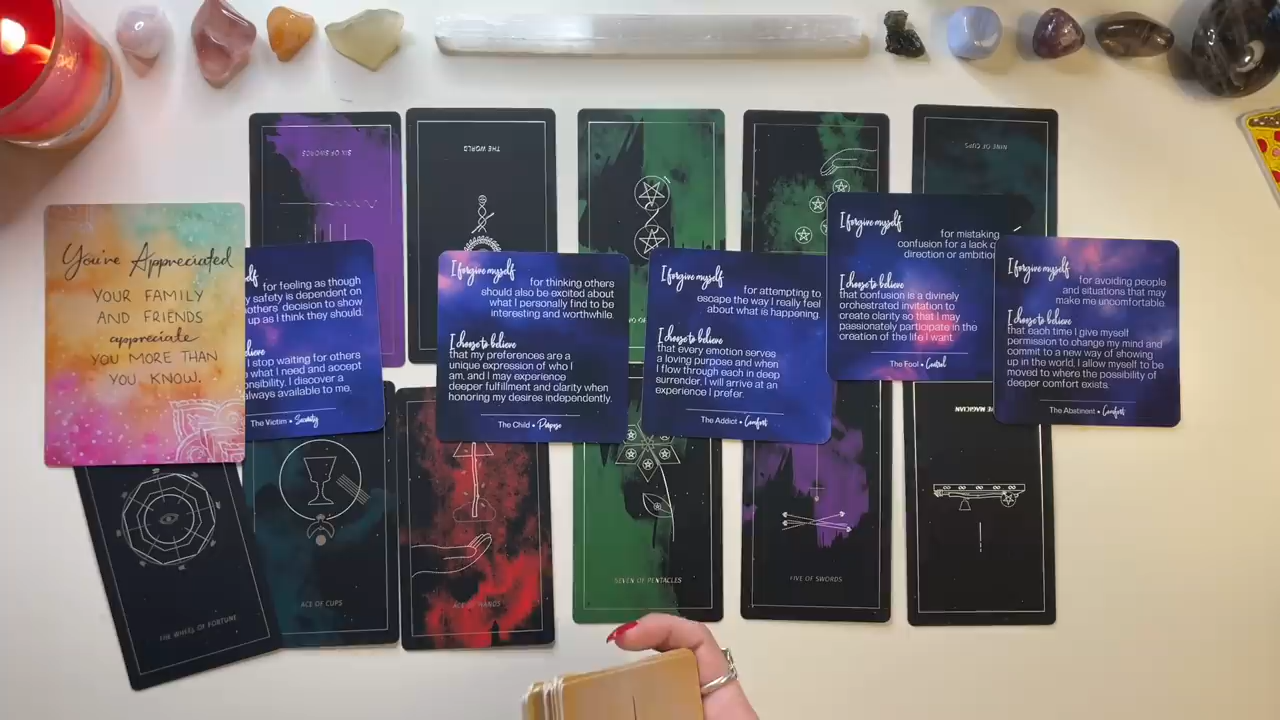 SIX OF SWORDS
THE WORLD
NINE OF CUPS
You're Appreciated
YOUR FAMILY
AND FRIENDS
appreciate
YOU MORE THAN
YOU KNOW.
myself
for feeling as though
safety is dependent on
others' decision to show
up as I think they should.
believe
I stop waiting for others
what I need and accept
I discover a
always available to me.
The Victim • Security
I forgive myself
for thinking others
should also be excited about
what I personally find to be
interesting and worthwhile.
I choose to believe
that my preferences are a
unique expression of who I
am, and I may experience
deeper fulfillment and clarity when
honoring my desires independently.
The Child • Purpose
I forgive myself
for attempting to
escape the way I really feel
about what is happening.
I choose to believe
that every emotion serves
a loving purpose and when
I flow through each in deep
surrender, I will arrive at an
experience I prefer.
The Addict • Comfort
I forgive myself
for mistaking
confusion for a lack
direction or ambition
I choose to believe
that confusion is a divinely
orchestrated invitation to
create clarity so that I may
passionately participate in the
creation of the life I want.
The Fool • Control
I forgive myself
for avoiding people
and situations that may
make me uncomfortable.
I choose to believe
that each time I give myself
permission to change my mind and
commit to a new way of showing
up in the world, I allow myself to be
moved to where the possibility of
deeper comfort exists.
The Abstinent • Comfort
MAGICIAN
THE WHEEL OF FORTUNE
ACE OF CUPS
ACE OF WANDS
SEVEN OF PENTACLES
FIVE OF SWORDS